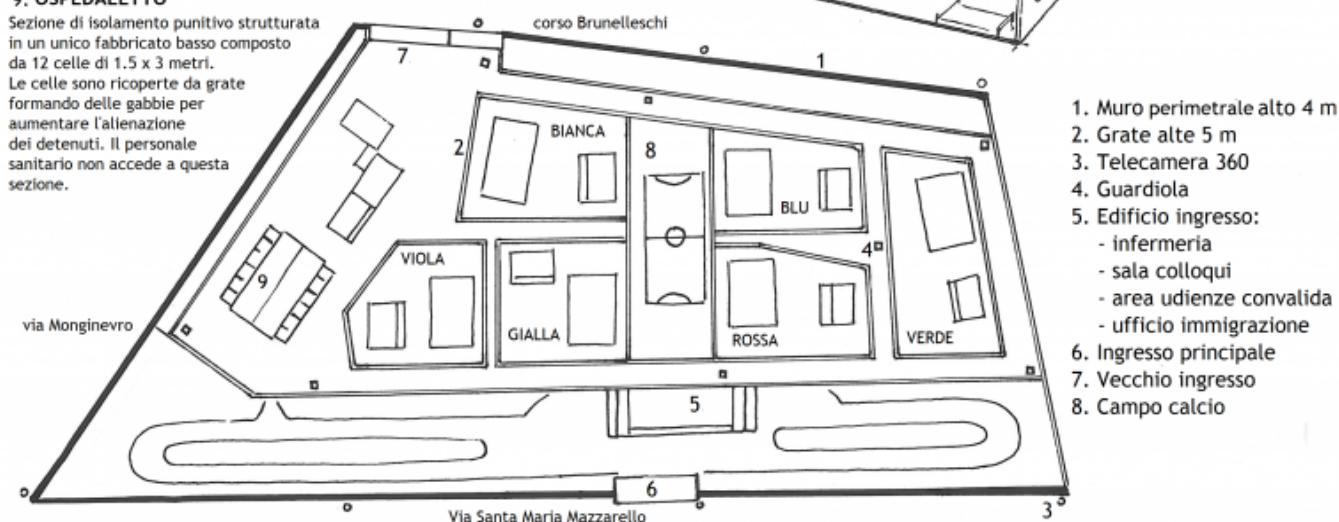 9. OSPEDALETTO
Sezione di isolamento punitivo strutturata
in un unico fabbricato basso composto
da 12 celle di 1.5 x 3 metri.
Le celle sono ricoperte da grate
formando delle gabbie per
aumentare l'alienazione
dei detenuti. Il personale
sanitario non accede a questa
sezione.
corso Brunelleschi
7
1
2
BIANCA
8
BLU
4
VIOLA
9
GIALLA
ROSSA
VERDE
via Monginevro
5
6
3
Via Santa Maria Mazzarello
1. Muro perimetrale alto 4 m
2. Grate alte 5 m
3. Telecamera 360
4. Guardiola
5. Edificio ingresso:
- infermeria
- sala colloqui
- area udienze convalida
- ufficio immigrazione
6. Ingresso principale
7. Vecchio ingresso
8. Campo calcio